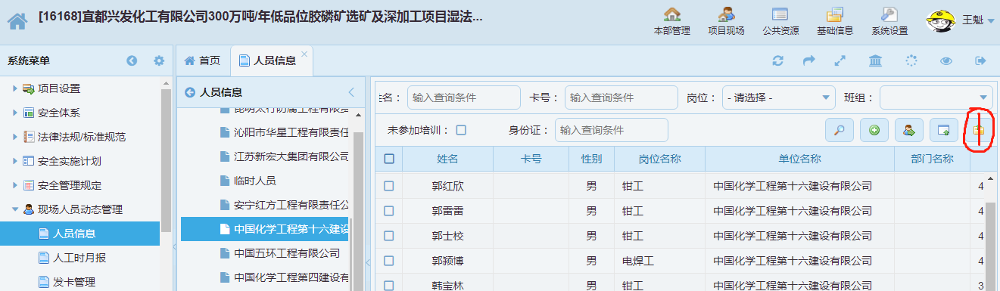 [16168]宜都兴发化工有限公司300万吨/年低品位胶磷矿选矿及深加工项目湿法...
本部管理 项目现场 公共资源 基础信息 系统设置 王魁
系统菜单 首页 人员信息
项目设置
安全体系
法律法规/标准规范
安全实施计划
安全管理规定
现场人员动态管理
人员信息
人工时月报
发卡管理
人员信息
昆明太行防腐工程有限责
沁阳市华星工程有限责任
江苏新宏大集团有限公司
临时人员
安宁红方工程有限责任公
中国化学工程第十六建设
中国五环工程有限公司
中国化学工程第四建设有
姓名: 输入查询条件 卡号: 输入查询条件 岗位: - 请选择 - 班组:
未参加培训: 身份证: 输入查询条件
姓名 卡号 性别 岗位名称 单位名称 部门名称
郭红欣 男 钳工 中国化学工程第十六建设有限公司 4
郭雷雷 男 钳工 中国化学工程第十六建设有限公司 4
郭士校 男 钳工 中国化学工程第十六建设有限公司 4
郭颍博 男 电焊工 中国化学工程第十六建设有限公司 4
韩宝林 男 钳工 中国化学工程第十六建设有限公司 3